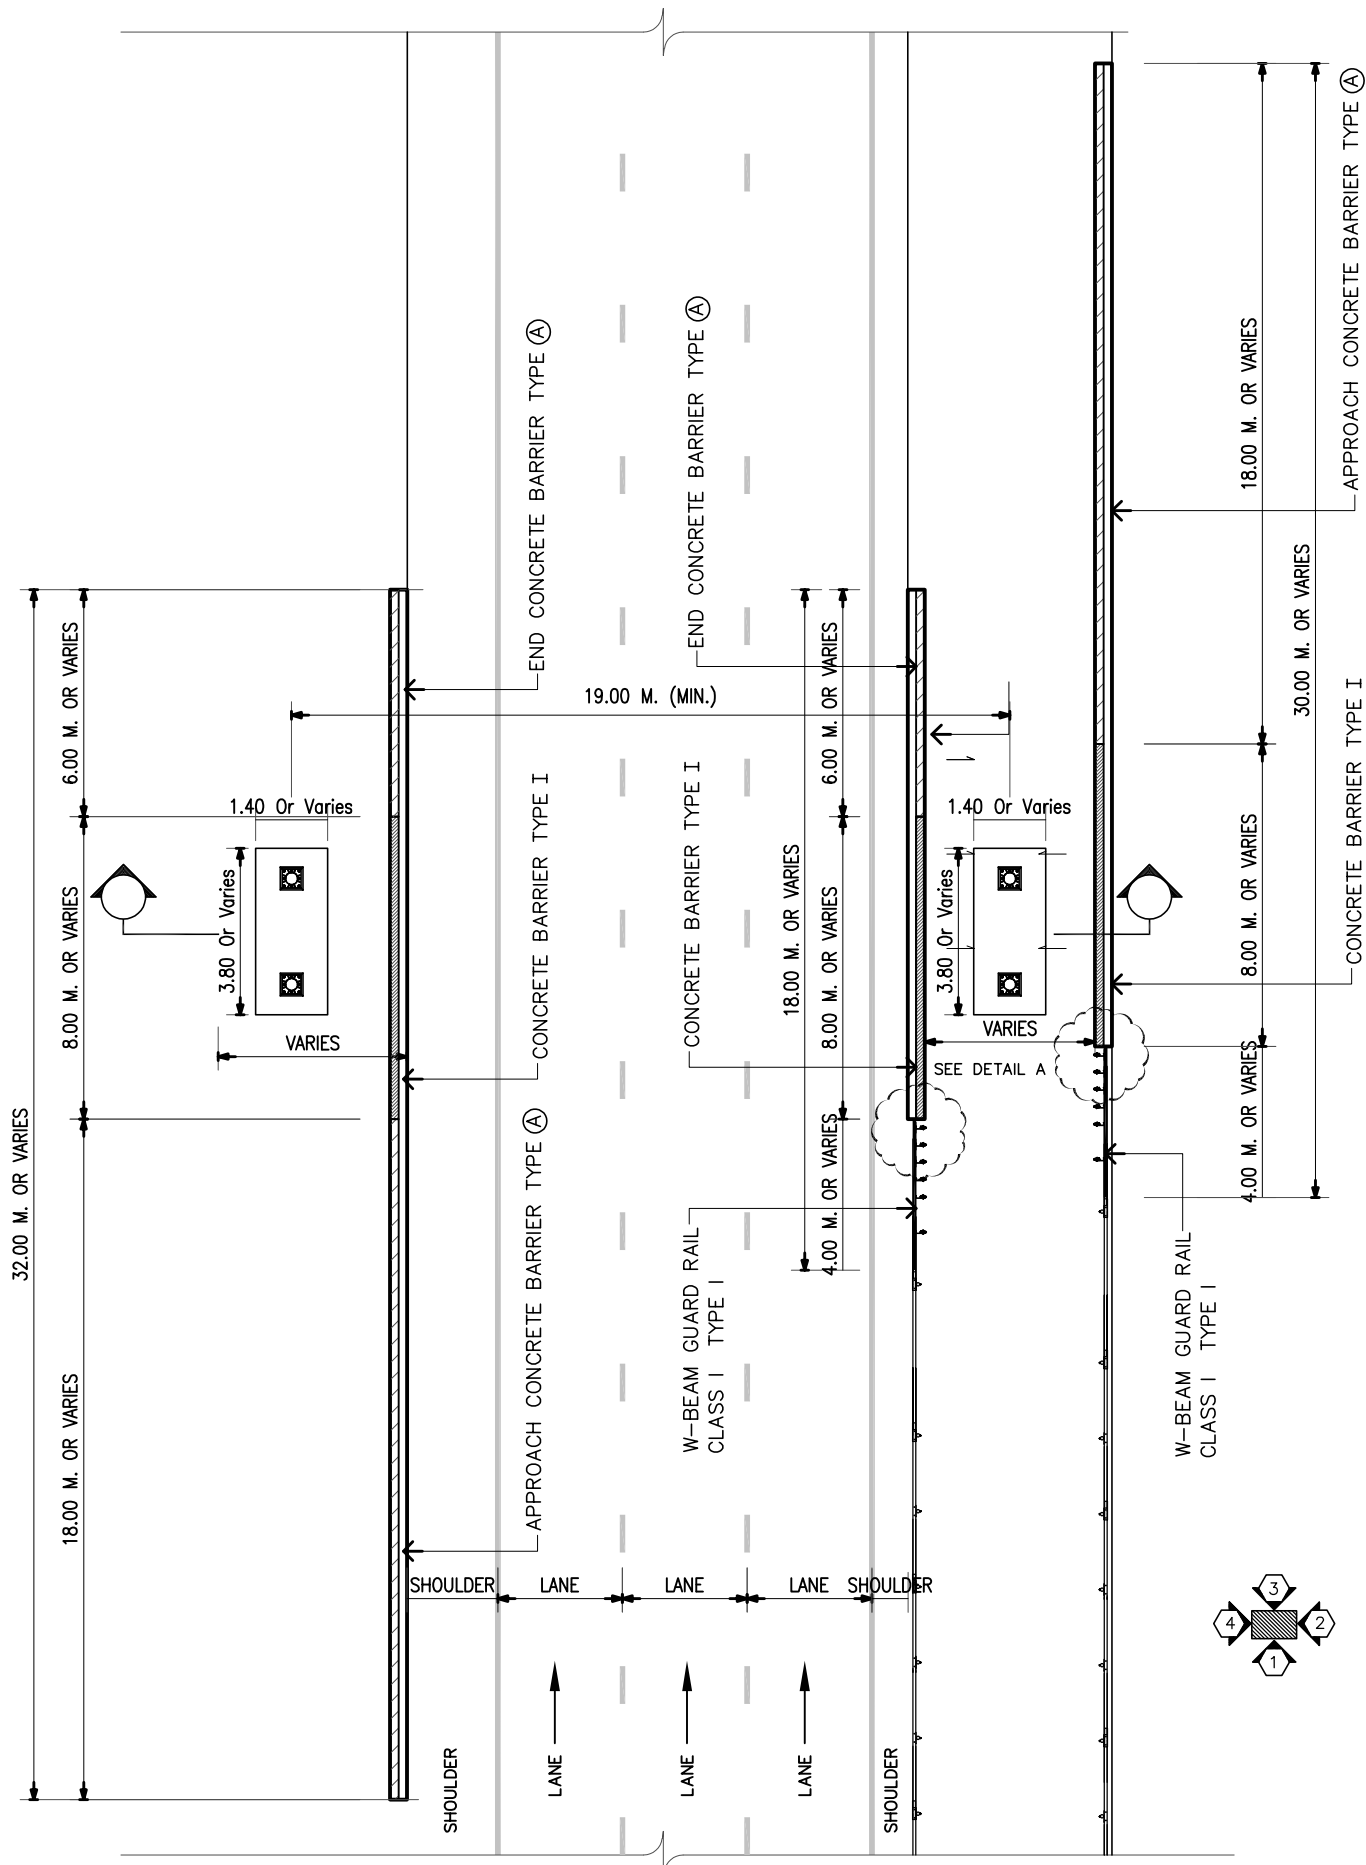 32.00 M. OR VARIES
6.00 M. OR VARIES
8.00 M. OR VARIES
18.00 M. OR VARIES
1.40 Or Varies
3.80 Or Varies
VARIES
END CONCRETE BARRIER TYPE A
CONCRETE BARRIER TYPE I
APPROACH CONCRETE BARRIER TYPE A
19.00 M. (MIN.)
END CONCRETE BARRIER TYPE A
CONCRETE BARRIER TYPE I
W-BEAM GUARD RAIL
CLASS I TYPE I
18.00 M. OR VARIES
6.00 M. OR VARIES
8.00 M. OR VARIES
4.00 M. OR VARIES
1.40 Or Varies
3.80 Or Varies
VARIES
SEE DETAIL A
18.00 M. OR VARIES
8.00 M. OR VARIES
4.00 M. OR VARIES
30.00 M. OR VARIES
APPROACH CONCRETE BARRIER TYPE A
CONCRETE BARRIER TYPE I
W-BEAM GUARD RAIL
CLASS I TYPE I
SHOULDER
LANE
LANE
LANE
SHOULDER
SHOULDER
LANE
LANE
LANE
SHOULDER
3
4
2
1